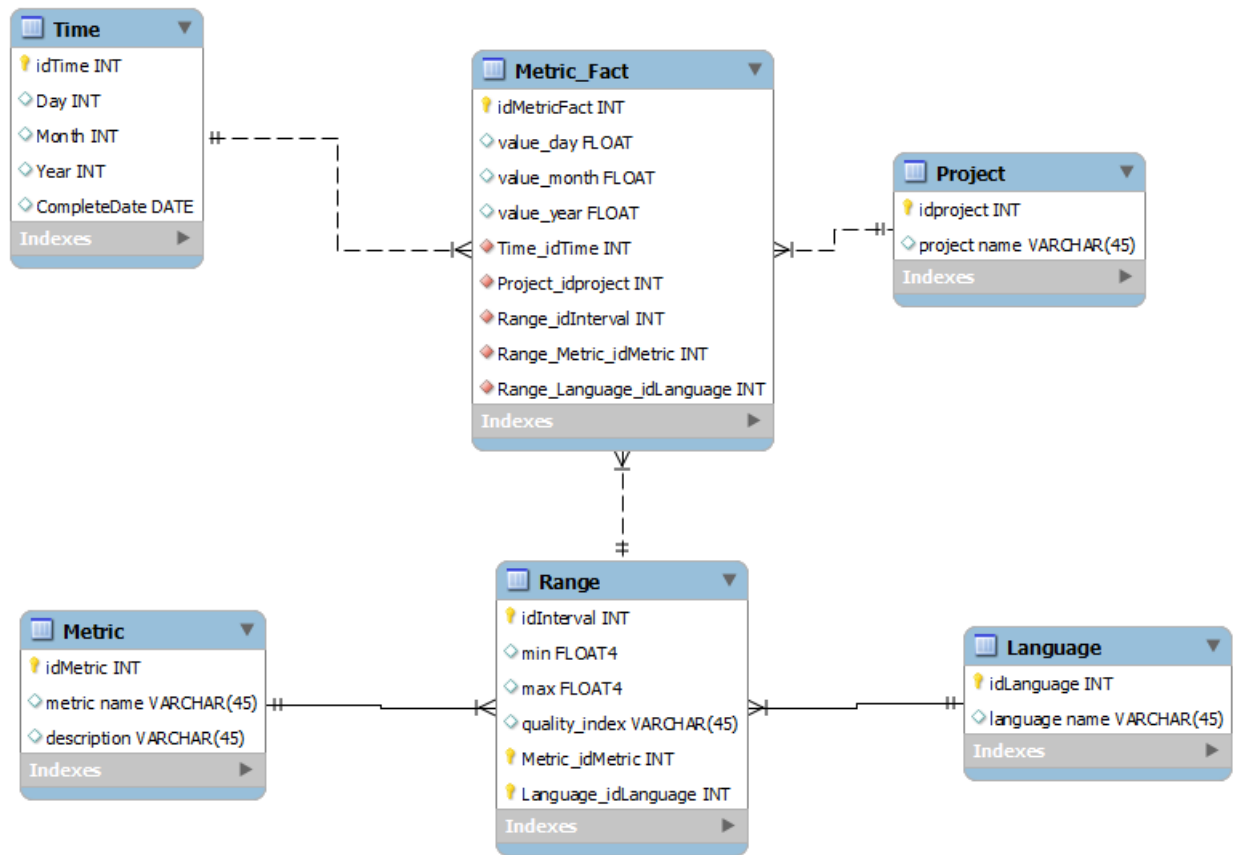 Time
idTime INT
Day INT
Month INT
Year INT
CompleteDate DATE
Indexes
Metric_Fact
idMetricFact INT
value_day FLOAT
value_month FLOAT
value_year FLOAT
Time_idTime INT
Project_idproject INT
Range_idInterval INT
Range_Metric_idMetric INT
Range_Language_idLanguage INT
Indexes
Project
idproject INT
project name VARCHAR(45)
Indexes
Metric
idMetric INT
metric name VARCHAR(45)
description VARCHAR(45)
Indexes
Range
idInterval INT
min FLOAT4
max FLOAT4
quality_index VARCHAR(45)
Metric_idMetric INT
Language_idLanguage INT
Indexes
Language
idLanguage INT
language name VARCHAR(45)
Indexes